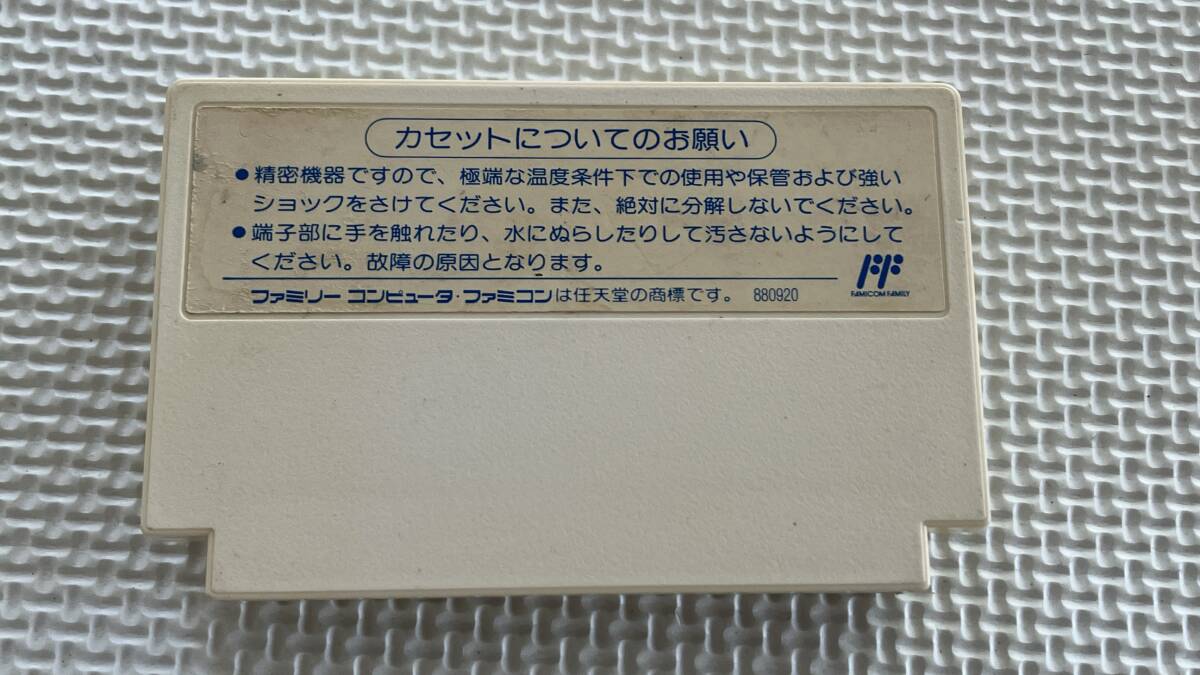 カセットについてのお願い
●精密機器ですので、極端な温度条件下での使用や保管および強い
ショックをさけてください。また、絶対に分解しないでください。
●端子部に手を触れたり、水にぬらしたりして汚さないようにして
ください。故障の原因となります。
FF
FAMICOM FAMILY
ファミリー コンピュータ・ファミコンは任天堂の商標です。 880920